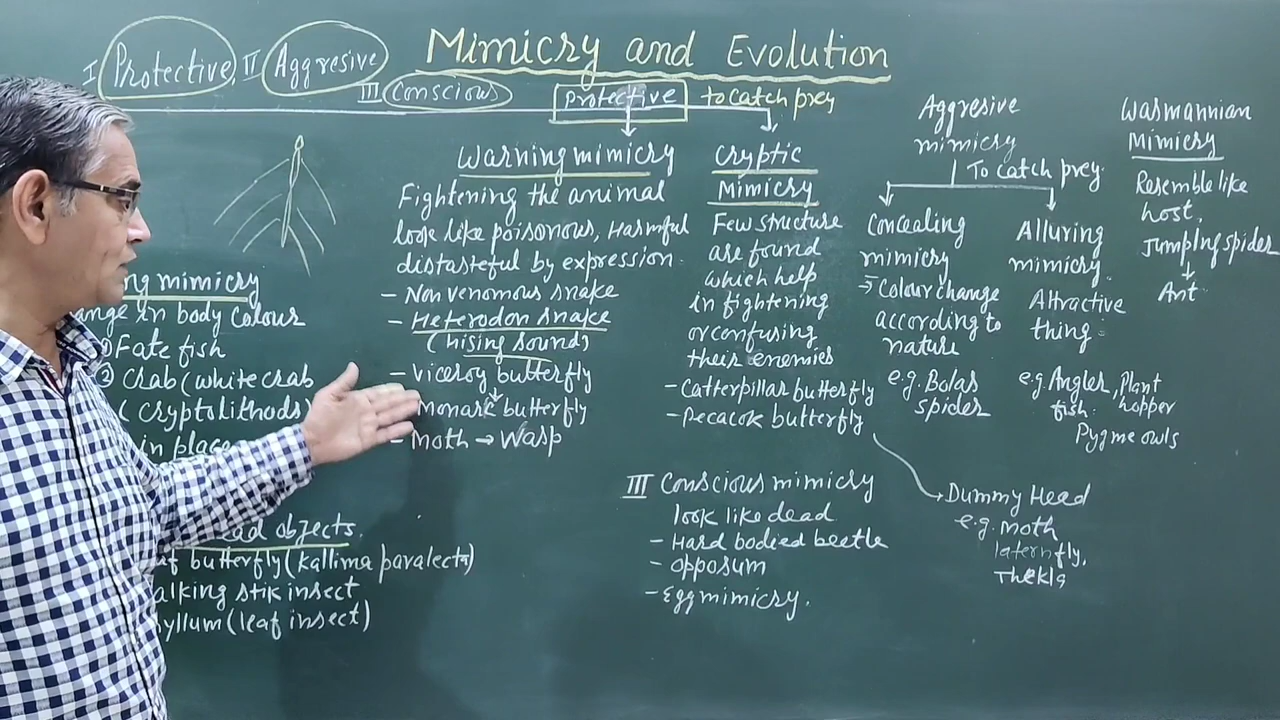 Mimicry and Evolution
I Protective, II Aggresive
III Conscious
protective to catch prey
ng mimicry
ange in body colour
① Fate fish
② Crab (white crab
(Cryptolithods)
in place
ead objects.
af butterfly (kallima paralecta)
alking stik insect
hyllum (leaf insect)
Warning mimicry
Fightening the animal
look like poisonous, Harmful
distasteful by expression.
- Non venomous snake
- Heterodon snake
(hising sound)
- Viceroy butterfly
↓
Monark butterfly
- Moth → Wasp
Cryptic
Mimicry
Few structure
are found
which help
in fightening
or confusing
their enemies
- Catterpillar butterfly
- Pecacok butterfly
III Conscious mimicry
look like dead
- Hard bodied beetle
- opposum
- Egg mimicry.
Aggresive
mimicry
To catch prey.
Concealing
mimicry
Colour change
according to
nature
e.g. Bolas
spider
Alluring
mimicry.
Attractive
thing.
e.g. Angler, Plant
fish. hopper
Pygme owls
Dummy Head
e.g. moth
latern fly,
Thekla
Wasmannian
Mimicry
Resemble like
host.
Jumping spider
↓
Ant